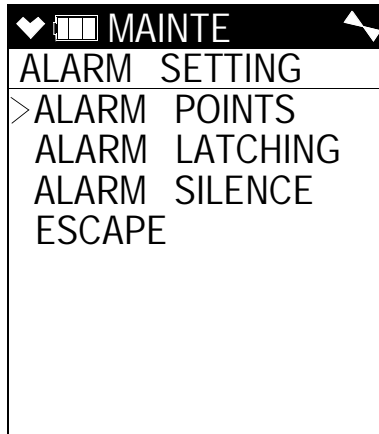 MAINTE
ALARM SETTING
>ALARM POINTS
ALARM LATCHING
ALARM SILENCE
ESCAPE